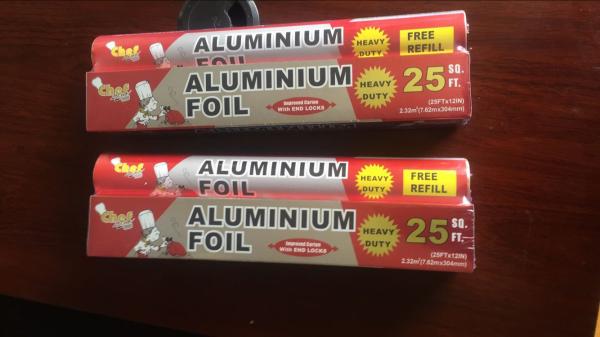 Chef
ALUMINIUM
FOIL
HEAVY
DUTY
FREE
REFILL
Chef
ALUMINIUM
FOIL
Improved Carton
With END LOCKS
HEAVY
DUTY
25 SQ.
FT.
(25FTx12IN)
2.32m²(7.62mx304mm)
Chef
ALUMINIUM
FOIL
HEAVY
DUTY
FREE
REFILL
Chef
ALUMINIUM
FOIL
Improved Carton
With END LOCKS
HEAVY
DUTY
25 SQ.
FT.
(25FTx12IN)
2.32m²(7.62mx304mm)